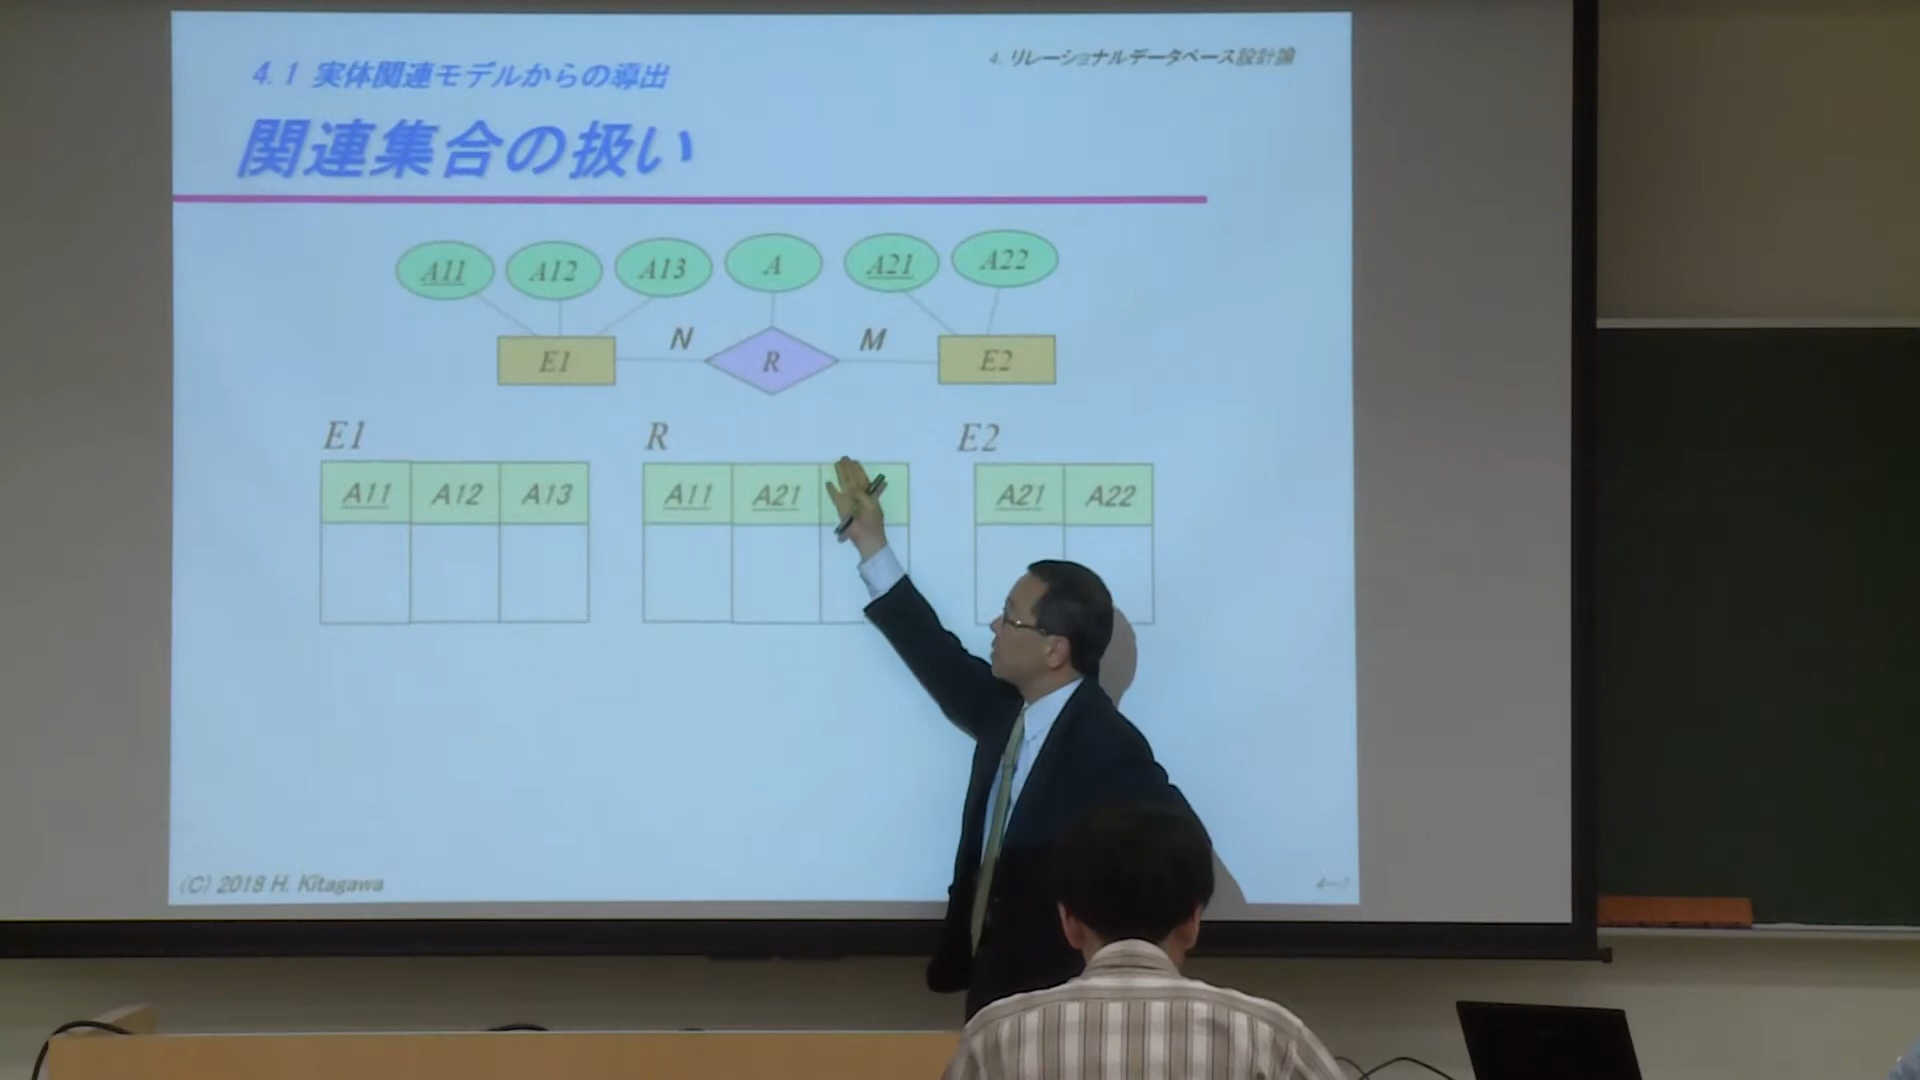 4. リレーショナルデータベース設計論
4.1 実体関連モデルからの導出
関連集合の扱い
A11 A12 A13 A A21 A22
N M
E1 R E2
E1 R E2
A11 A12 A13 A11 A21 A21 A22
(C) 2018 H. Kitagawa